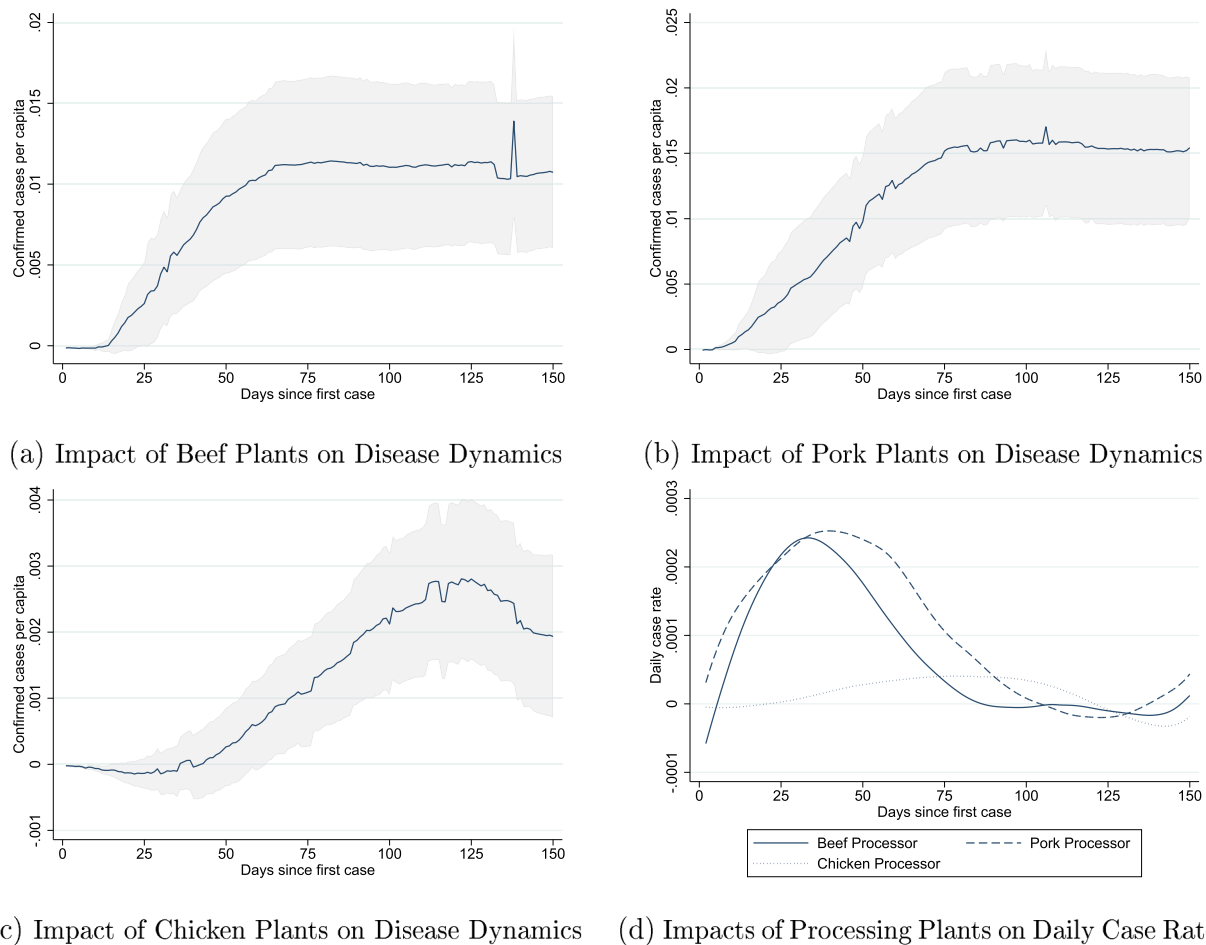 Confirmed cases per capita
.02
.015
.01
.005
0
0 25 50 75 100 125 150
Days since first case
(a) Impact of Beef Plants on Disease Dynamics
Confirmed cases per capita
.025
.02
.015
.01
.005
0
0 25 50 75 100 125 150
Days since first case
(b) Impact of Pork Plants on Disease Dynamics
Confirmed cases per capita
.004
.003
.002
.001
0
-.001
0 25 50 75 100 125 150
Days since first case
c) Impact of Chicken Plants on Disease Dynamics
Daily case rate
.0003
.0002
.0001
0
-.0001
0 25 50 75 100 125 150
Days since first case
Beef Processor Pork Processor
Chicken Processor
(d) Impacts of Processing Plants on Daily Case Rat